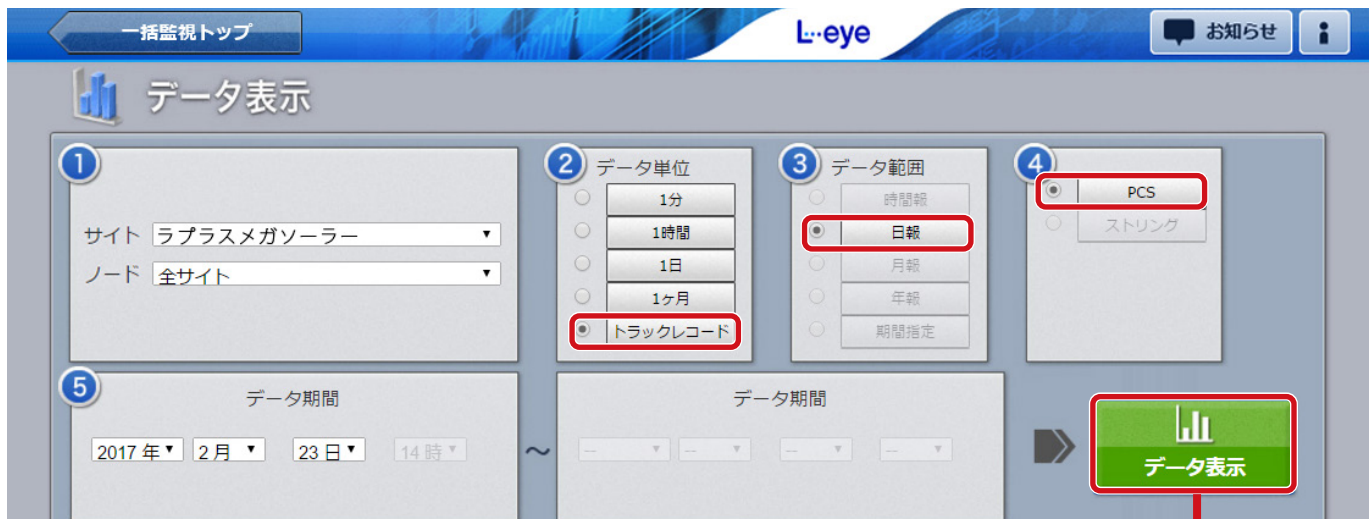 一括監視トップ
L··eye
お知らせ
i
データ表示
1
サイト ラプラスメガソーラー
ノード 全サイト
2 データ単位
1分
1時間
1日
1ヶ月
トラックレコード
3 データ範囲
時間報
日報
月報
年報
期間指定
4
PCS
ストリング
5
データ期間
2017 年 2 月 23 日 14 時
～
データ期間
-- -- -- --
データ表示